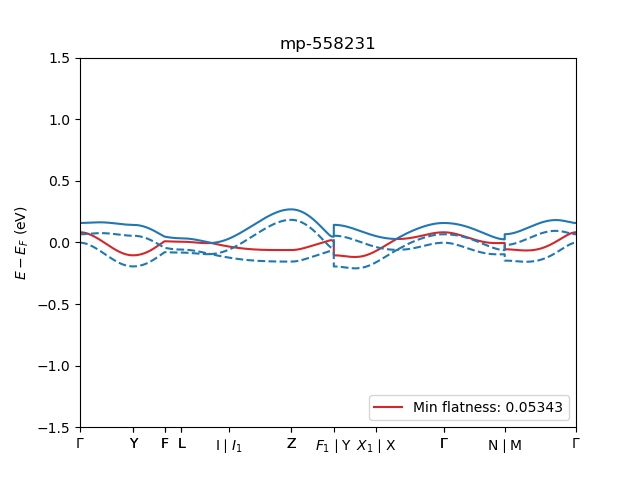 mp-558231
E − E_F (eV)
1.5
1.0
0.5
0.0
−0.5
−1.0
−1.5
Min flatness: 0.05343
Γ Y F L I | I₁ Z F₁ | Y X₁ | X Γ N | M Γ